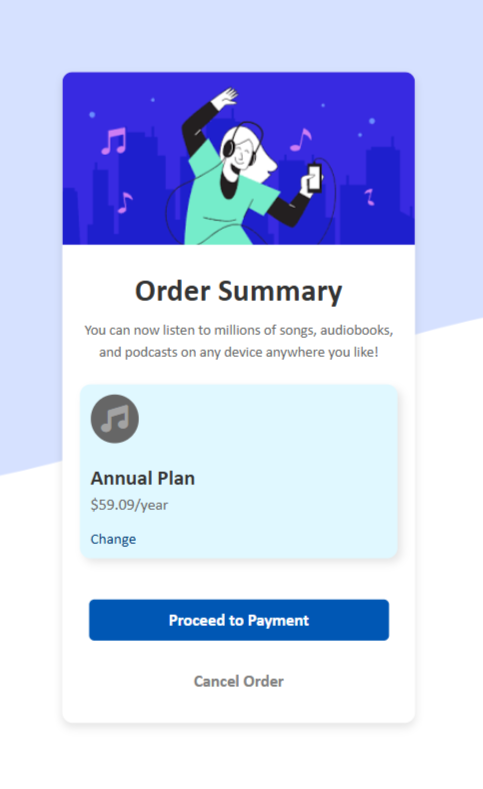 Order Summary
You can now listen to millions of songs, audiobooks,
and podcasts on any device anywhere you like!
Annual Plan
$59.09/year
Change
Proceed to Payment
Cancel Order